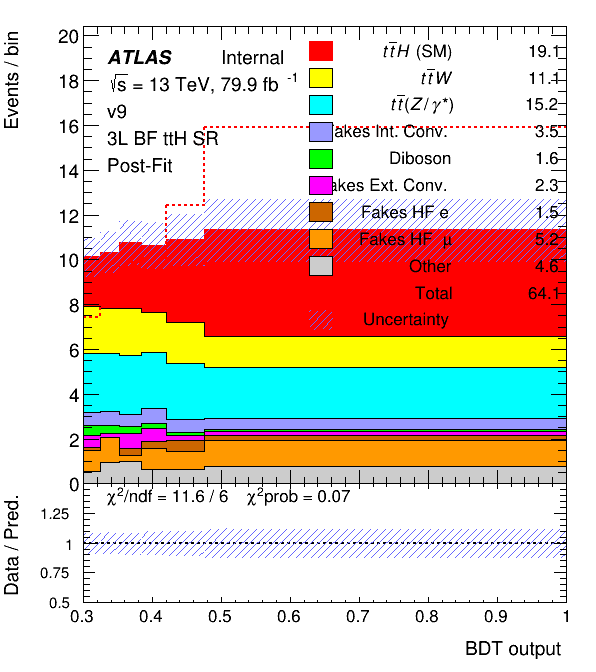 Events / bin
20
18
16
14
12
10
8
6
4
2
0
ATLAS Internal
√s = 13 TeV, 79.9 fb -1
v9
3L BF ttH SR
Post-Fit
tt̄H (SM) 19.1
tt̄W 11.1
tt̄(Z/γ*) 15.2
akes Int. Conv. 3.5
Diboson 1.6
akes Ext. Conv. 2.3
Fakes HF e 1.5
Fakes HF μ 5.2
Other 4.6
Total 64.1
Uncertainty
χ²/ndf = 11.6 / 6 χ²prob = 0.07
Data / Pred.
1.25
1
0.75
0.5
0.3 0.4 0.5 0.6 0.7 0.8 0.9 1
BDT output